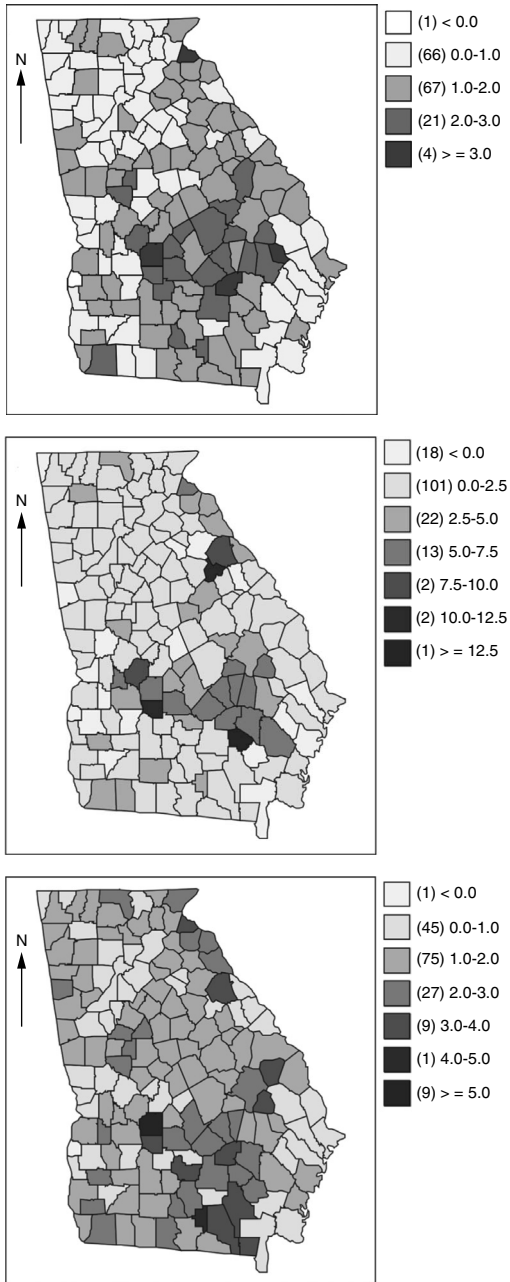 N
(1) < 0.0
(66) 0.0-1.0
(67) 1.0-2.0
(21) 2.0-3.0
(4) > = 3.0
N
(18) < 0.0
(101) 0.0-2.5
(22) 2.5-5.0
(13) 5.0-7.5
(2) 7.5-10.0
(2) 10.0-12.5
(1) > = 12.5
N
(1) < 0.0
(45) 0.0-1.0
(75) 1.0-2.0
(27) 2.0-3.0
(9) 3.0-4.0
(1) 4.0-5.0
(9) > = 5.0